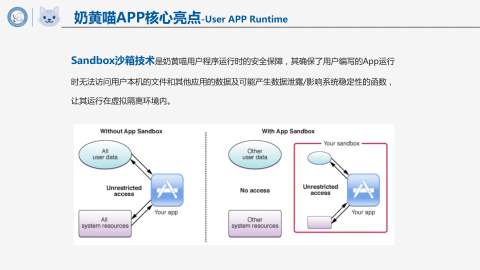 奶黄喵APP核心亮点-User APP Runtime
Sandbox沙箱技术是奶黄喵用户程序运行时的安全保障，其确保了用户编写的App运行
时无法访问用户本机的文件和其他应用的数据及可能产生数据泄露/影响系统稳定性的函数，
让其运行在虚拟隔离环境内。
Without App Sandbox
With App Sandbox
All
user data
Unrestricted
access
Your app
All
system resources
Other
user data
No access
Other
system resources
Your sandbox
Unrestricted
access
Your app